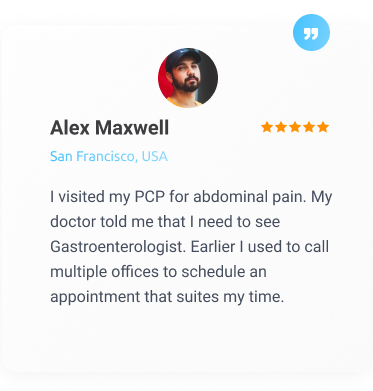 Alex Maxwell
San Francisco, USA
I visited my PCP for abdominal pain. My
doctor told me that I need to see
Gastroenterologist. Earlier I used to call
multiple offices to schedule an
appointment that suites my time.